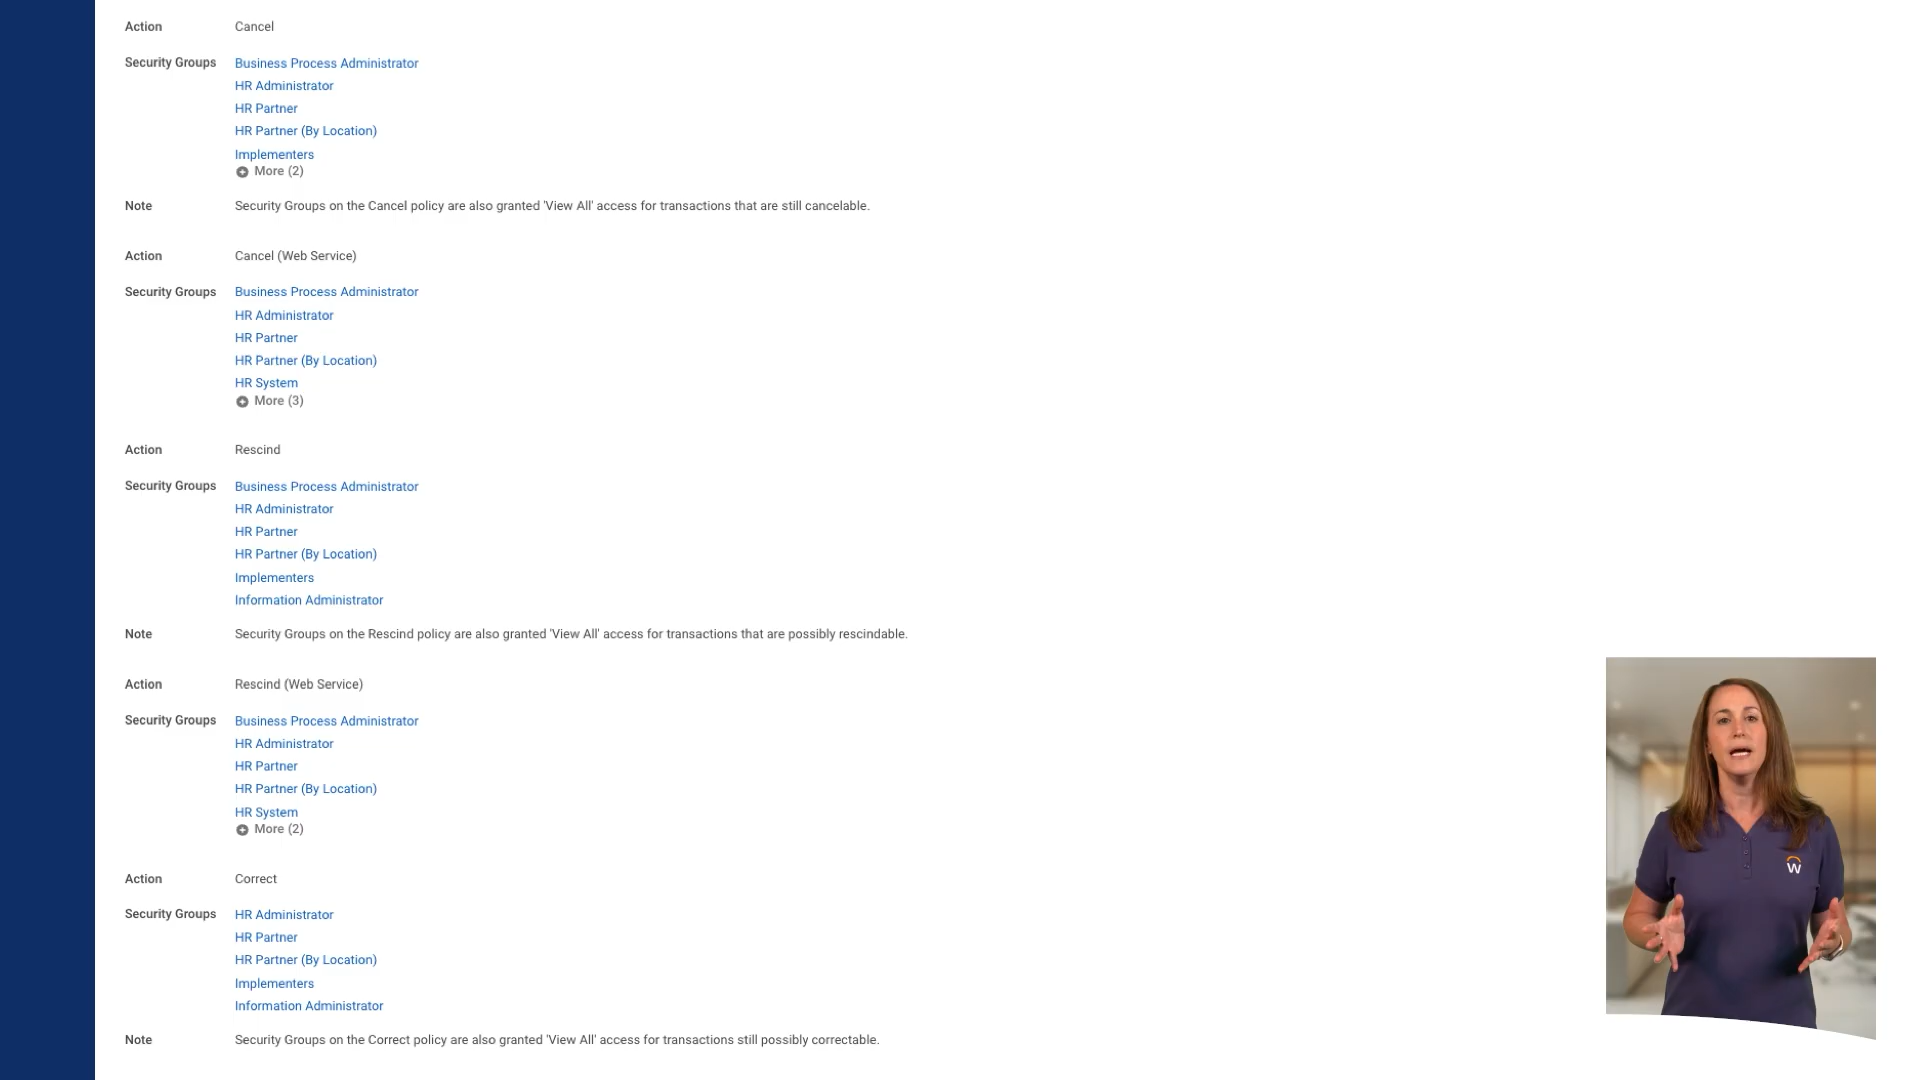 Action Cancel
Security Groups Business Process Administrator
HR Administrator
HR Partner
HR Partner (By Location)
Implementers
More (2)
Note Security Groups on the Cancel policy are also granted 'View All' access for transactions that are still cancelable.
Action Cancel (Web Service)
Security Groups Business Process Administrator
HR Administrator
HR Partner
HR Partner (By Location)
HR System
More (3)
Action Rescind
Security Groups Business Process Administrator
HR Administrator
HR Partner
HR Partner (By Location)
Implementers
Information Administrator
Note Security Groups on the Rescind policy are also granted 'View All' access for transactions that are possibly rescindable.
Action Rescind (Web Service)
Security Groups Business Process Administrator
HR Administrator
HR Partner
HR Partner (By Location)
HR System
More (2)
Action Correct
Security Groups HR Administrator
HR Partner
HR Partner (By Location)
Implementers
Information Administrator
Note Security Groups on the Correct policy are also granted 'View All' access for transactions still possibly correctable.
W